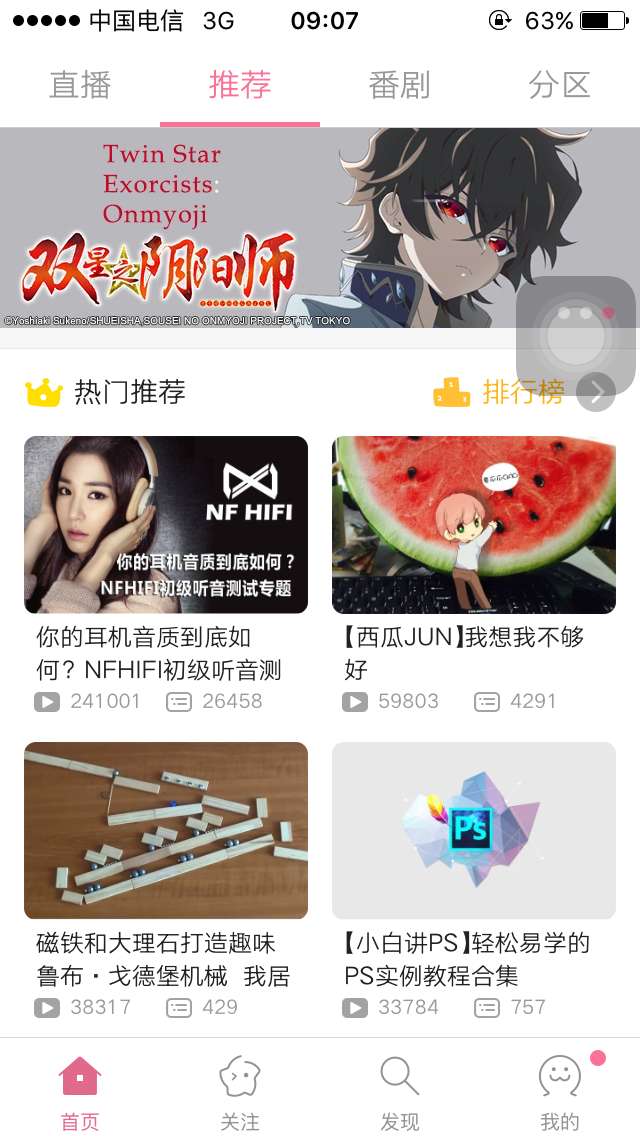 中国电信 3G 09:07 63%
直播 推荐 番剧 分区
Twin Star
Exorcists:
Onmyoji
双星之阴阳师
©Yoshiaki Sukeno/SHUEISHA,SOUSEI NO ONMYOJI PROJECT,TV TOKYO
热门推荐 排行榜
NF HIFI
你的耳机音质到底如何？
NFHIFI初级听音测试专题
你的耳机音质到底如
何？NFHIFI初级听音测
241001 26458
【西瓜JUN】我想我不够
好
59803 4291
磁铁和大理石打造趣味
鲁布·戈德堡机械 我居
38317 429
Ps
【小白讲PS】轻松易学的
PS实例教程合集
33784 757
首页 关注 发现 我的